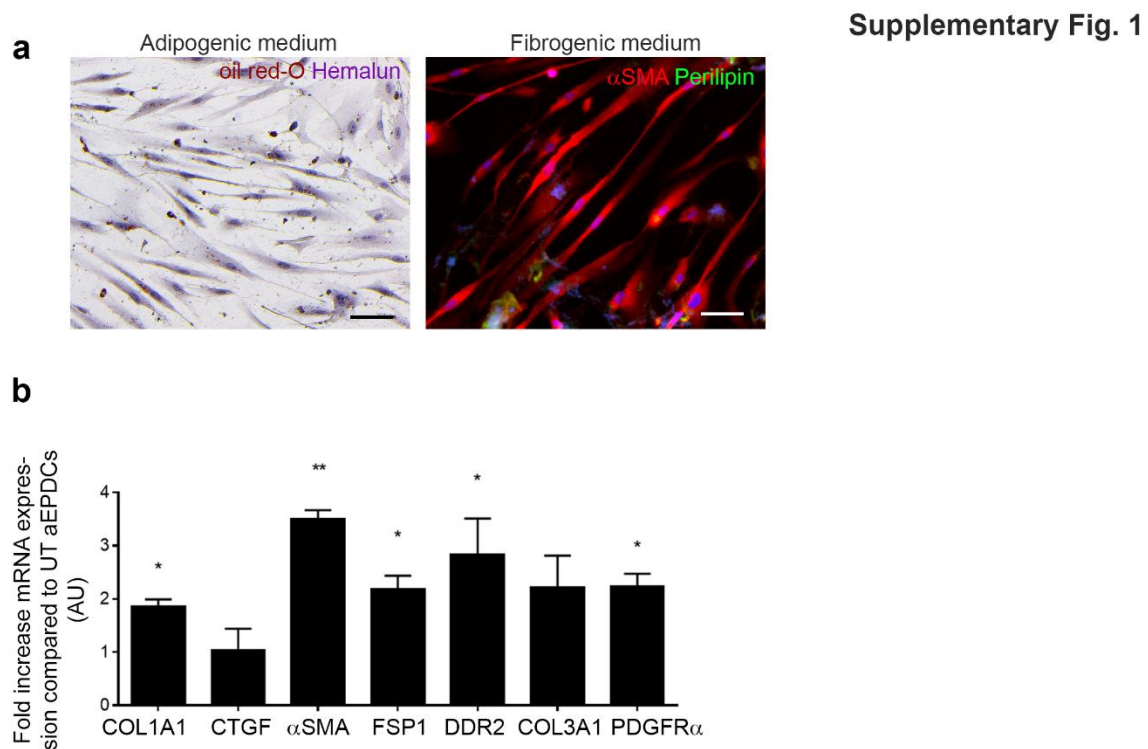 Supplementary Fig. 1
a
Adipogenic medium
Fibrogenic medium
oil red-O Hemalun
αSMA Perilipin
b
Fold increase mRNA expres-
sion compared to UT aEPDCs
(AU)
** 
*
*
*
*
4
3
2
1
0
COL1A1 CTGF αSMA FSP1 DDR2 COL3A1 PDGFRα